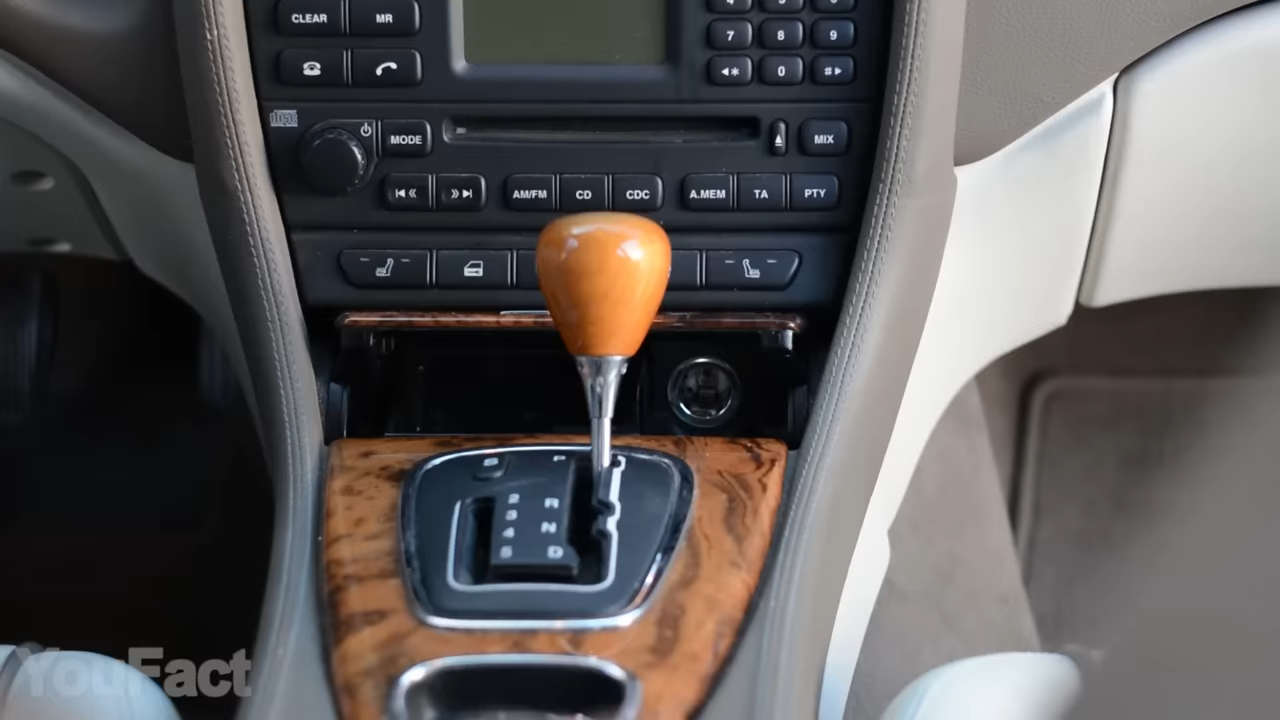 CLEAR MR
7 8 9
◄* 0 #►
disc
MODE MIX
AM/FM CD CDC A.MEM TA PTY
S P
2 R
3 N
4
5 D
YouFact